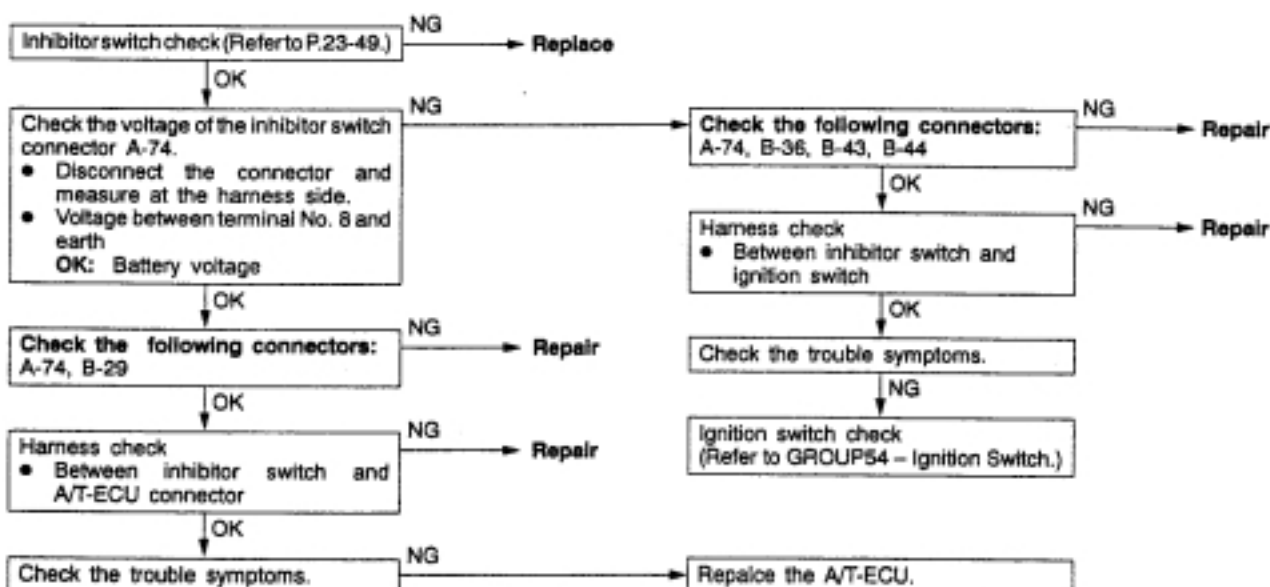 Inhibitor switch check (Refer to P.23-49.)
NG
Replace
OK
Check the voltage of the inhibitor switch
connector A-74.
● Disconnect the connector and
measure at the harness side.
● Voltage between terminal No. 8 and
earth
OK: Battery voltage
NG
OK
Check the following connectors:
A-74, B-29
NG
Repair
OK
Harness check
● Between inhibitor switch and
A/T-ECU connector
NG
Repair
OK
Check the trouble symptoms.
NG
Repalce the A/T-ECU.
Check the following connectors:
A-74, B-36, B-43, B-44
NG
Repair
OK
Harness check
● Between inhibitor switch and
ignition switch
NG
Repair
OK
Check the trouble symptoms.
NG
Ignition switch check
(Refer to GROUP54 – Ignition Switch.)